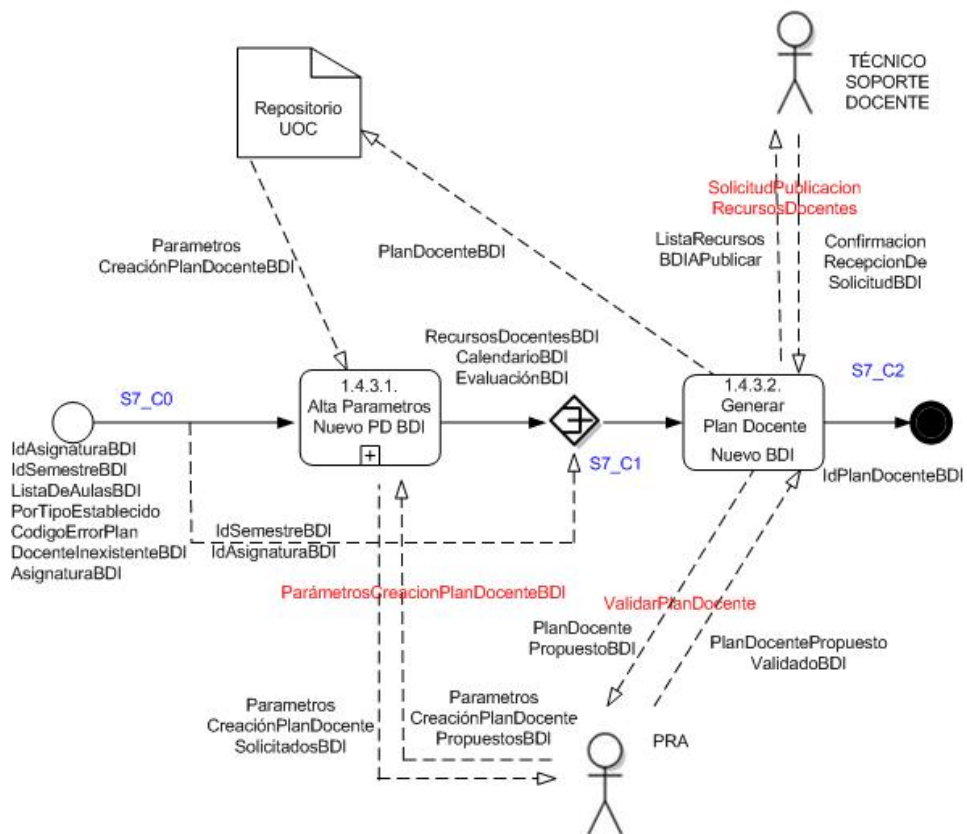 TÉCNICO
SOPORTE
DOCENTE
Repositorio
UOC
SolicitudPublicacion
RecursosDocentes
Parametros
CreaciónPlanDocenteBDI
PlanDocenteBDI
ListaRecursos
BDIAPublicar
Confirmacion
RecepcionDe
SolicitudBDI
RecursosDocentesBDI
CalendarioBDI
EvaluaciónBDI
S7_C0
1.4.3.1.
Alta Parametros
Nuevo PD BDI
+
S7_C1
1.4.3.2.
Generar
Plan Docente
Nuevo BDI
S7_C2
IdPlanDocenteBDI
IdAsignaturaBDI
IdSemestreBDI
ListaDeAulasBDI
PorTipoEstablecido
CodigoErrorPlan
DocenteInexistenteBDI
AsignaturaBDI
IdSemestreBDI
IdAsignaturaBDI
ParámetrosCreacionPlanDocenteBDI
ValidarPlanDocente
PlanDocente
PropuestoBDI
PlanDocentePropuesto
ValidadoBDI
Parametros
CreaciónPlanDocente
SolicitadosBDI
Parametros
CreaciónPlanDocente
PropuestosBDI
PRA